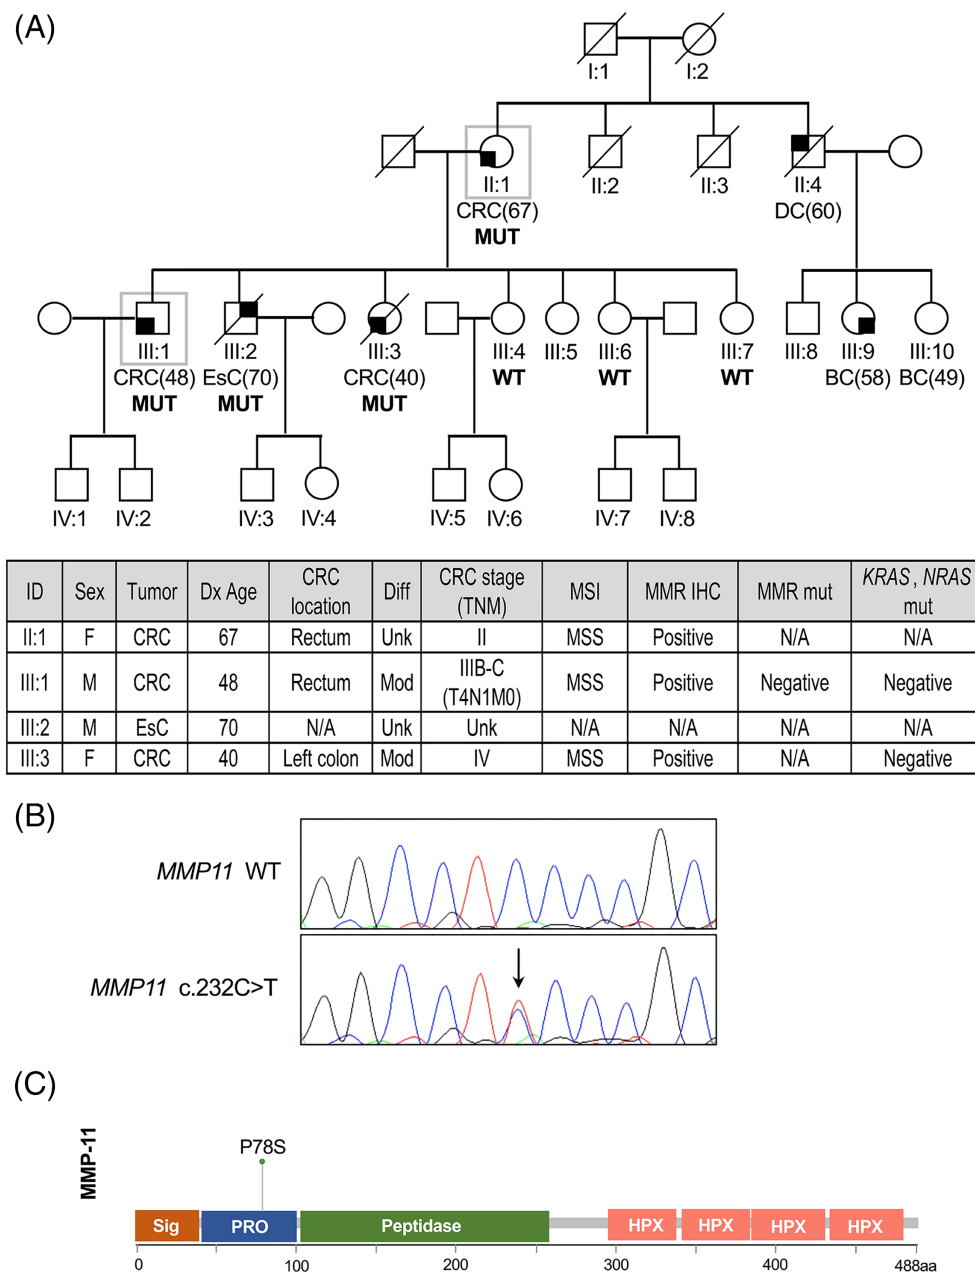 (A)
I:1 I:2
II:1 II:2 II:3 II:4
CRC(67) DC(60)
MUT
III:1 III:2 III:3 III:4 III:5 III:6 III:7 III:8 III:9 III:10
CRC(48) EsC(70) CRC(40) WT WT WT BC(58) BC(49)
MUT MUT MUT
IV:1 IV:2 IV:3 IV:4 IV:5 IV:6 IV:7 IV:8
ID Sex Tumor Dx Age CRC location Diff CRC stage (TNM) MSI MMR IHC MMR mut KRAS, NRAS mut
II:1 F CRC 67 Rectum Unk II MSS Positive N/A N/A
III:1 M CRC 48 Rectum Mod IIIB-C (T4N1M0) MSS Positive Negative Negative
III:2 M EsC 70 N/A Unk Unk N/A N/A N/A N/A
III:3 F CRC 40 Left colon Mod IV MSS Positive N/A Negative
(B)
MMP11 WT
MMP11 c.232C>T
(C)
MMP-11
P78S
Sig PRO Peptidase HPX HPX HPX HPX
0 100 200 300 400 488aa